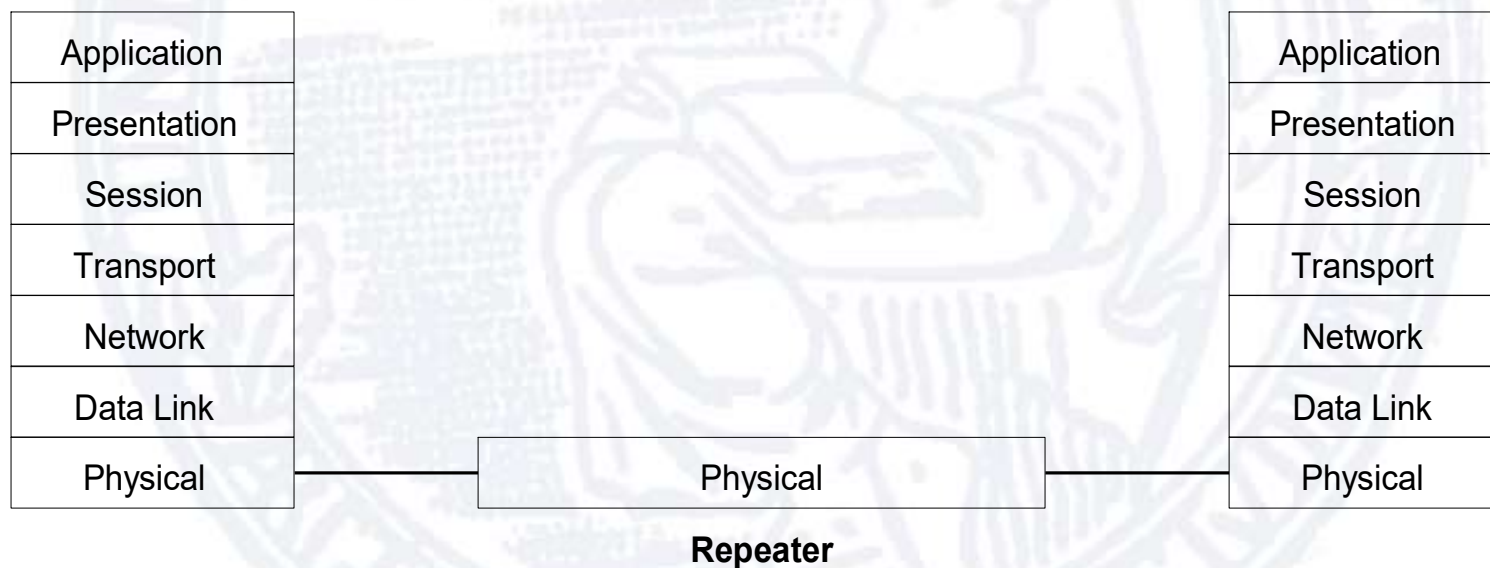 Application
Presentation
Session
Transport
Network
Data Link
Physical
Physical
Repeater
Application
Presentation
Session
Transport
Network
Data Link
Physical